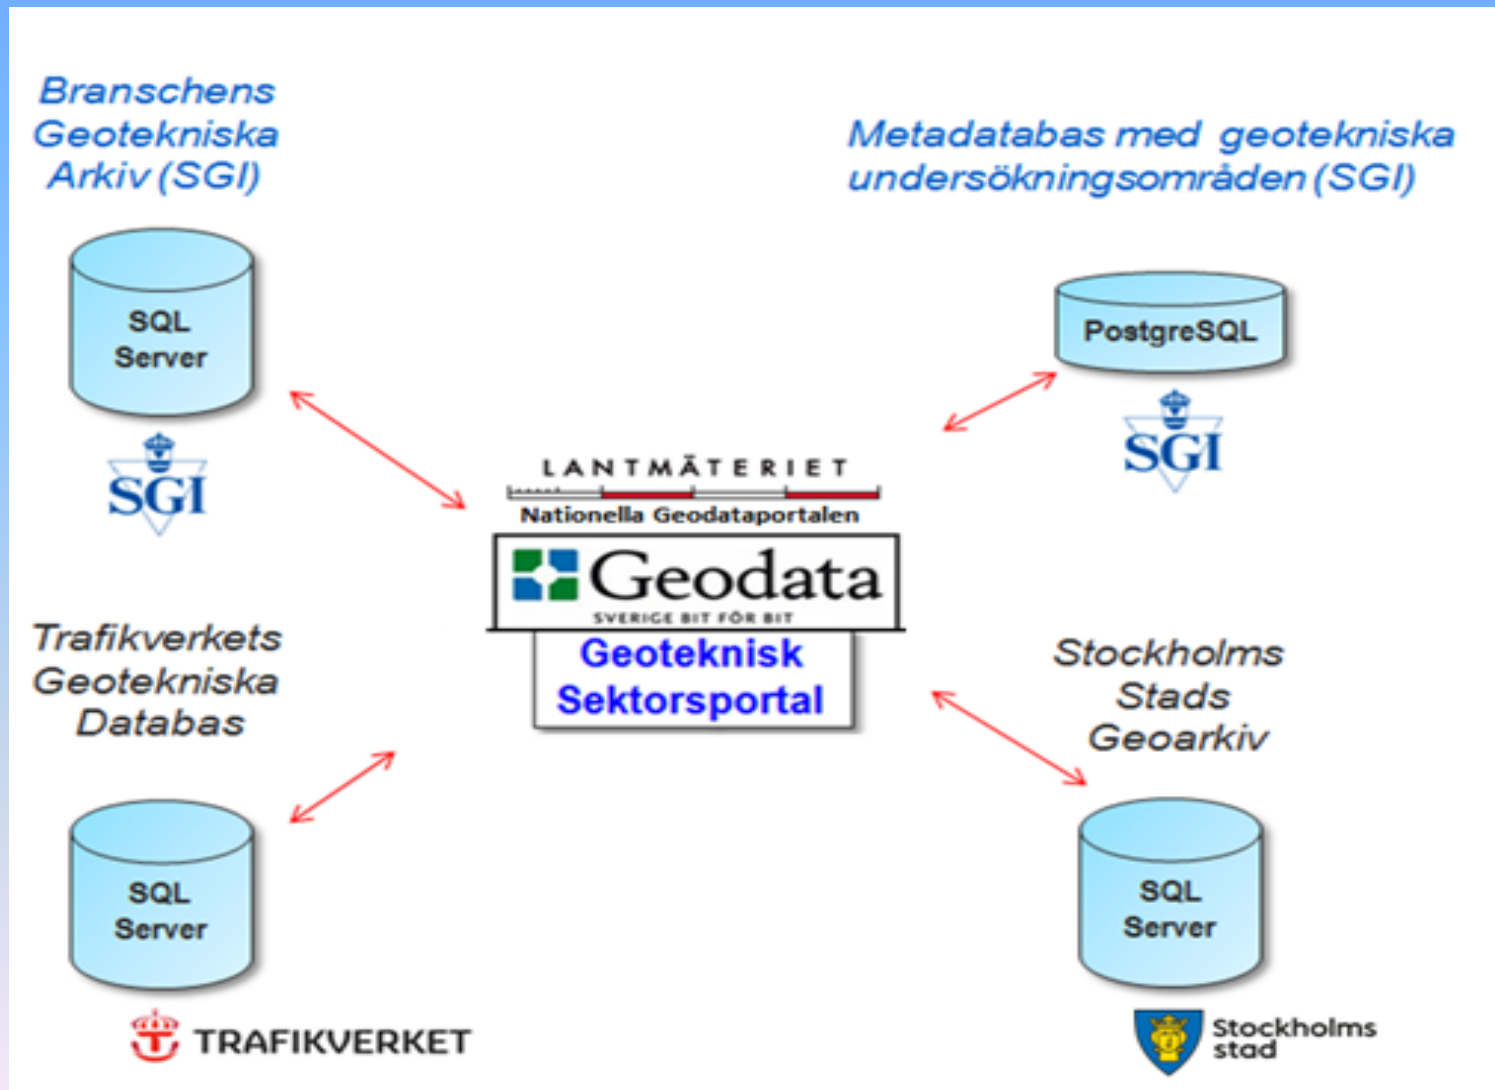 Branschens
Geotekniska
Arkiv (SGI)
Metadatabas med geotekniska
undersökningsområden (SGI)
SQL
Server
PostgreSQL
SGI
SGI
LANTMÄTERIET
Nationella Geodataportalen
Geodata
SVERIGE BIT FÖR BIT
Geoteknisk
Sektorsportal
Trafikverkets
Geotekniska
Databas
Stockholms
Stads
Geoarkiv
SQL
Server
SQL
Server
TRAFIKVERKET
Stockholms
stad